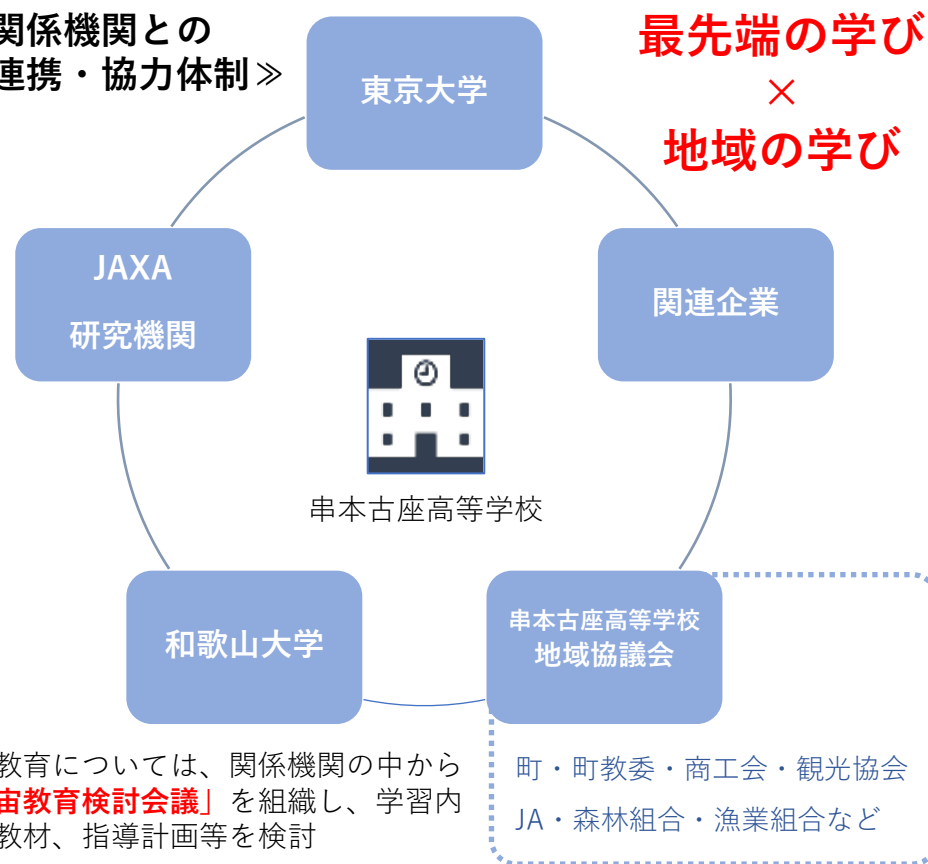 関係機関との
連携・協力体制≫
最先端の学び
×
地域の学び
東京大学
JAXA
研究機関
関連企業
串本古座高等学校
和歌山大学
串本古座高等学校
地域協議会
教育については、関係機関の中から
宙教育検討会議」を組織し、学習内
教材、指導計画等を検討
町・町教委・商工会・観光協会
JA・森林組合・漁業組合など